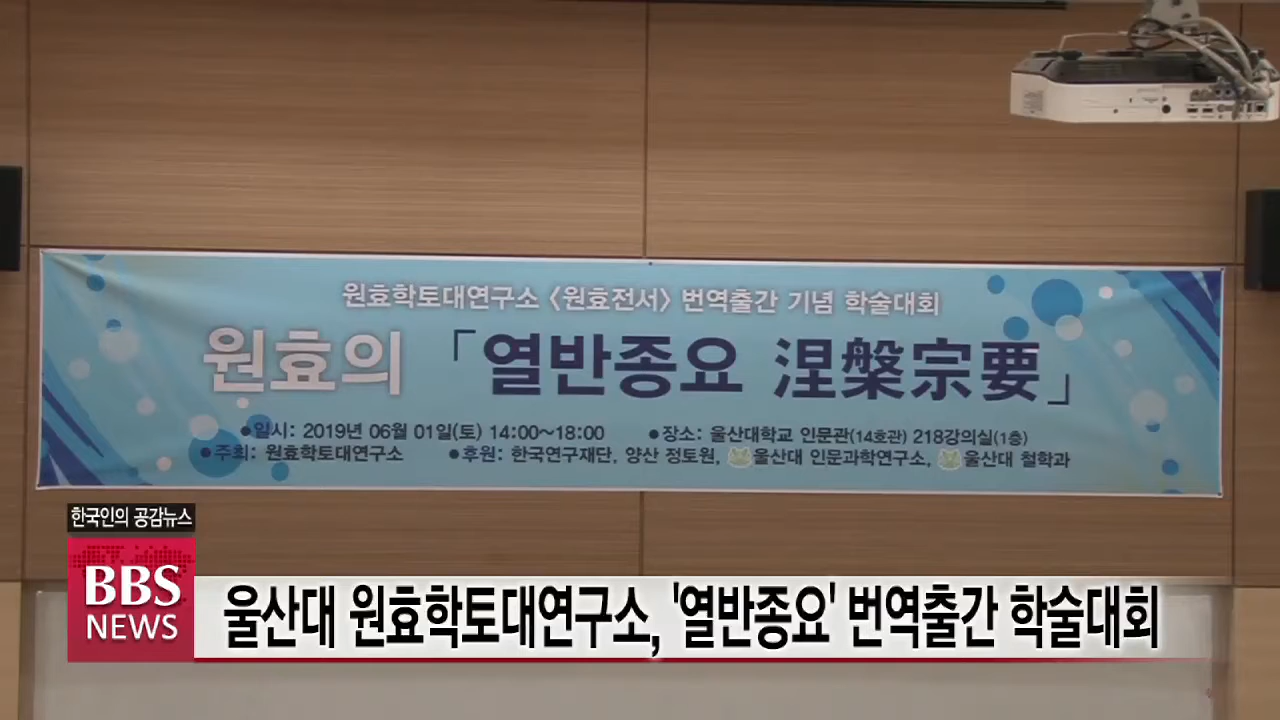 원효학토대연구소 <원효전서> 번역출간 기념 학술대회
원효의 「열반종요 涅槃宗要」
●일시: 2019년 06월 01일(토) 14:00~18:00 ●장소: 울산대학교 인문관(14호관) 218강의실(1층)
●주최: 원효학토대연구소 ●후원: 한국연구재단, 양산 정토원, 울산대 인문과학연구소, 울산대 철학과
한국인의 공감뉴스
BBS
NEWS
울산대 원효학토대연구소, '열반종요' 번역출간 학술대회